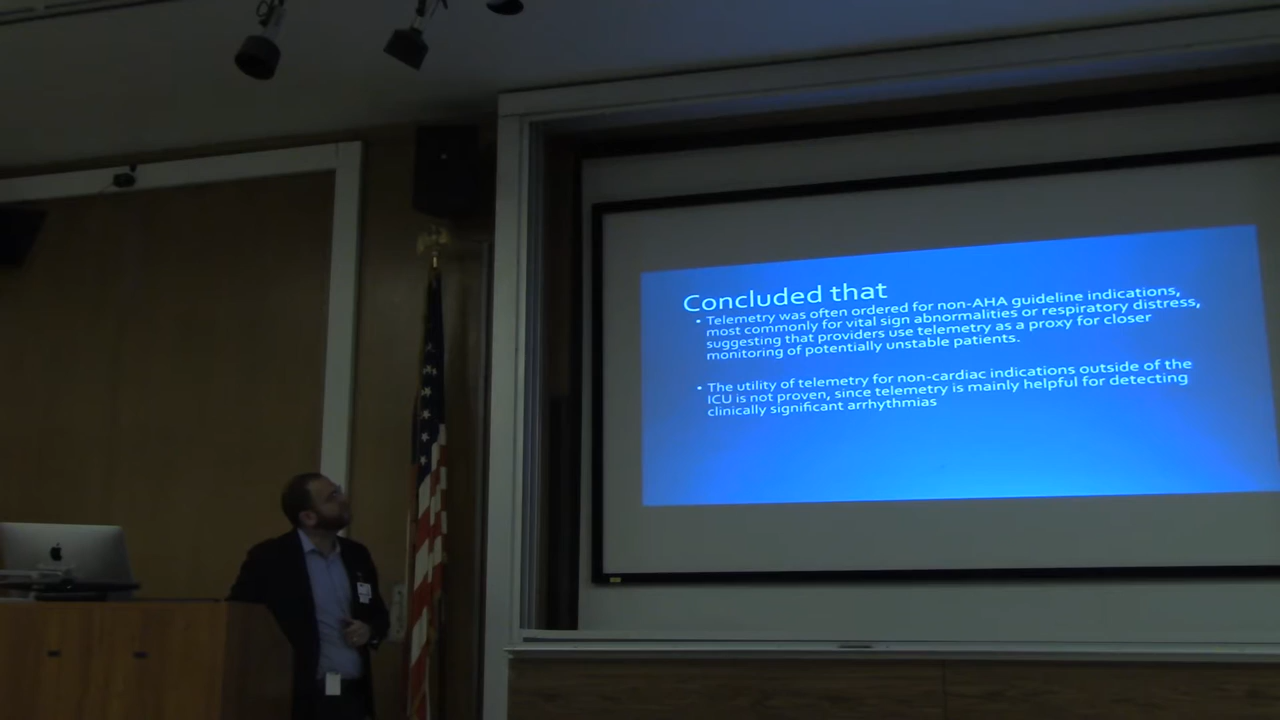 Concluded that
• Telemetry was often ordered for non-AHA guideline indications,
most commonly for vital sign abnormalities or respiratory distress,
suggesting that providers use telemetry as a proxy for closer
monitoring of potentially unstable patients.
• The utility of telemetry for non-cardiac indications outside of the
ICU is not proven, since telemetry is mainly helpful for detecting
clinically significant arrhythmias